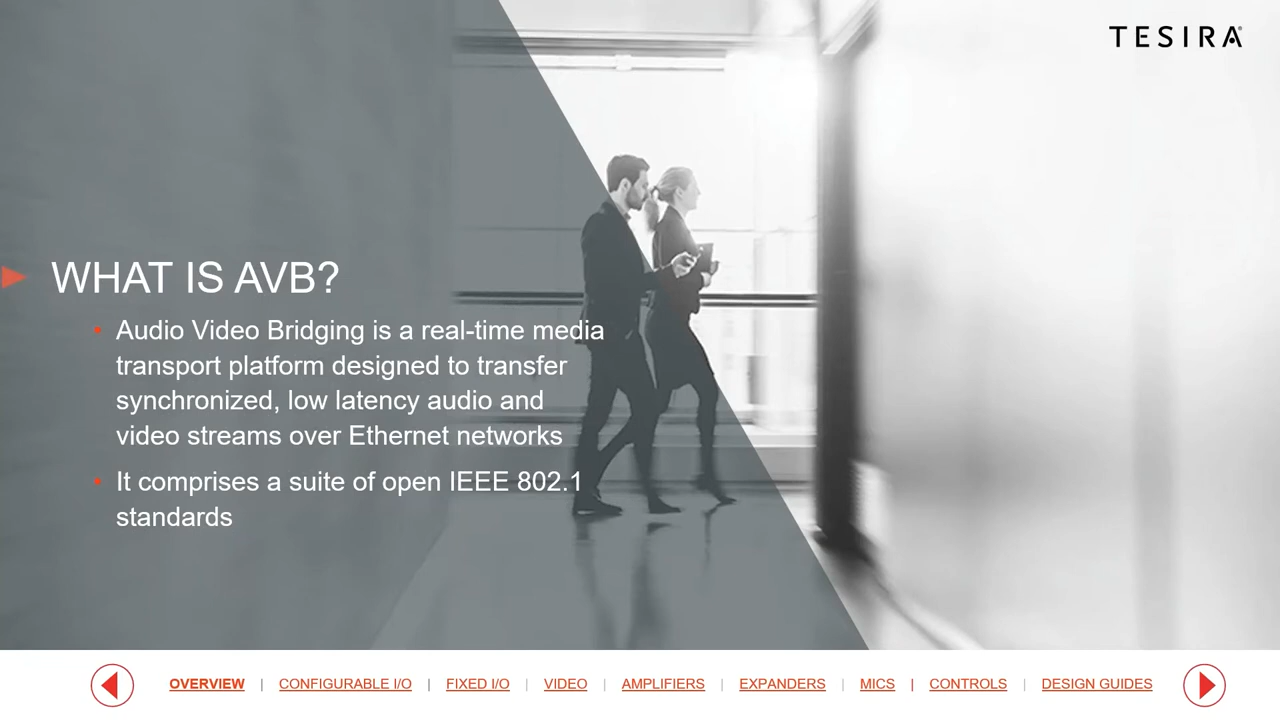 TESIRA
WHAT IS AVB?
• Audio Video Bridging is a real-time media
transport platform designed to transfer
synchronized, low latency audio and
video streams over Ethernet networks
• It comprises a suite of open IEEE 802.1
standards
OVERVIEW | CONFIGURABLE I/O | FIXED I/O | VIDEO | AMPLIFIERS | EXPANDERS | MICS | CONTROLS | DESIGN GUIDES